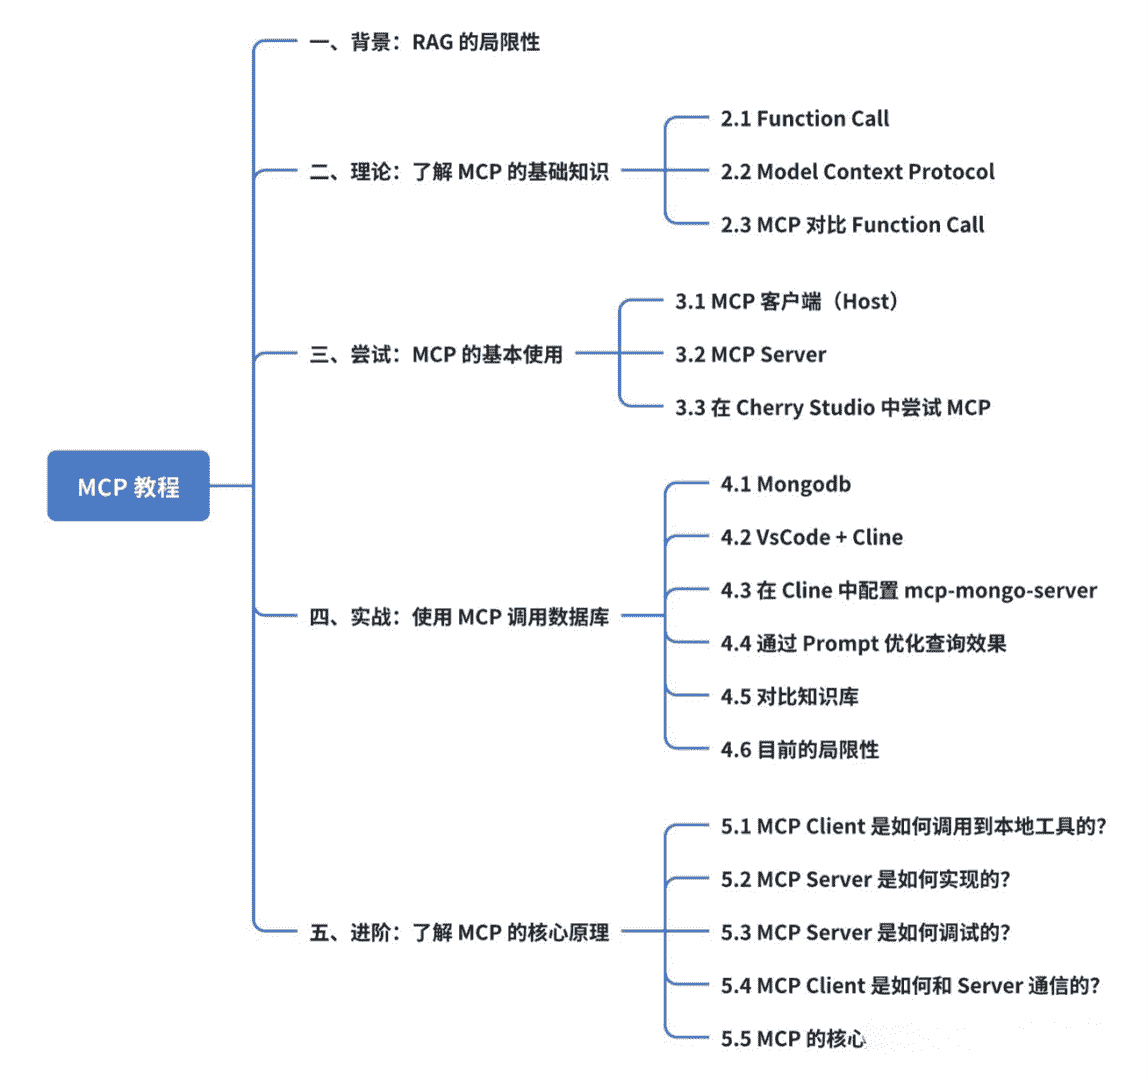 MCP 教程
一、背景：RAG 的局限性
二、理论：了解 MCP 的基础知识
2.1 Function Call
2.2 Model Context Protocol
2.3 MCP 对比 Function Call
三、尝试：MCP 的基本使用
3.1 MCP 客户端（Host）
3.2 MCP Server
3.3 在 Cherry Studio 中尝试 MCP
四、实战：使用 MCP 调用数据库
4.1 Mongodb
4.2 VsCode + Cline
4.3 在 Cline 中配置 mcp-mongo-server
4.4 通过 Prompt 优化查询效果
4.5 对比知识库
4.6 目前的局限性
五、进阶：了解 MCP 的核心原理
5.1 MCP Client 是如何调用到本地工具的？
5.2 MCP Server 是如何实现的？
5.3 MCP Server 是如何调试的？
5.4 MCP Client 是如何和 Server 通信的？
5.5 MCP 的核心